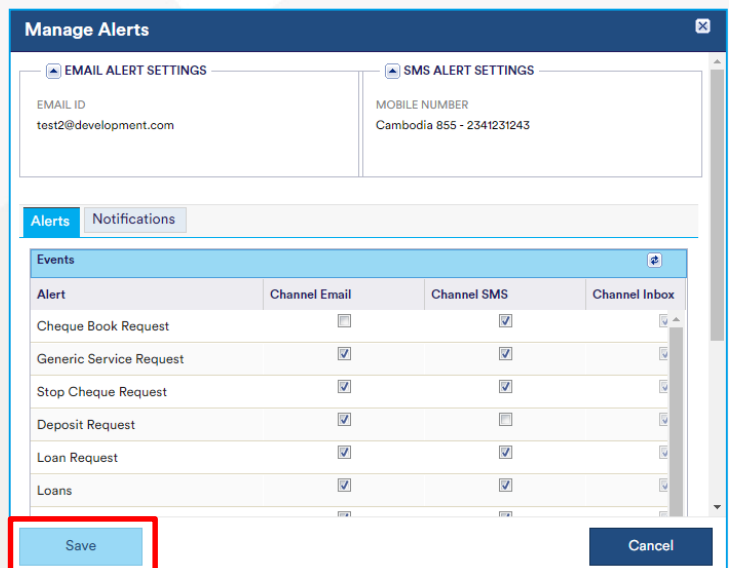 Manage Alerts
EMAIL ALERT SETTINGS
SMS ALERT SETTINGS
EMAIL ID
MOBILE NUMBER
test2@development.com
Cambodia 855 - 2341231243
Alerts Notifications
Events
Alert Channel Email Channel SMS Channel Inbox
Cheque Book Request
Generic Service Request
Stop Cheque Request
Deposit Request
Loan Request
Loans
Save Cancel